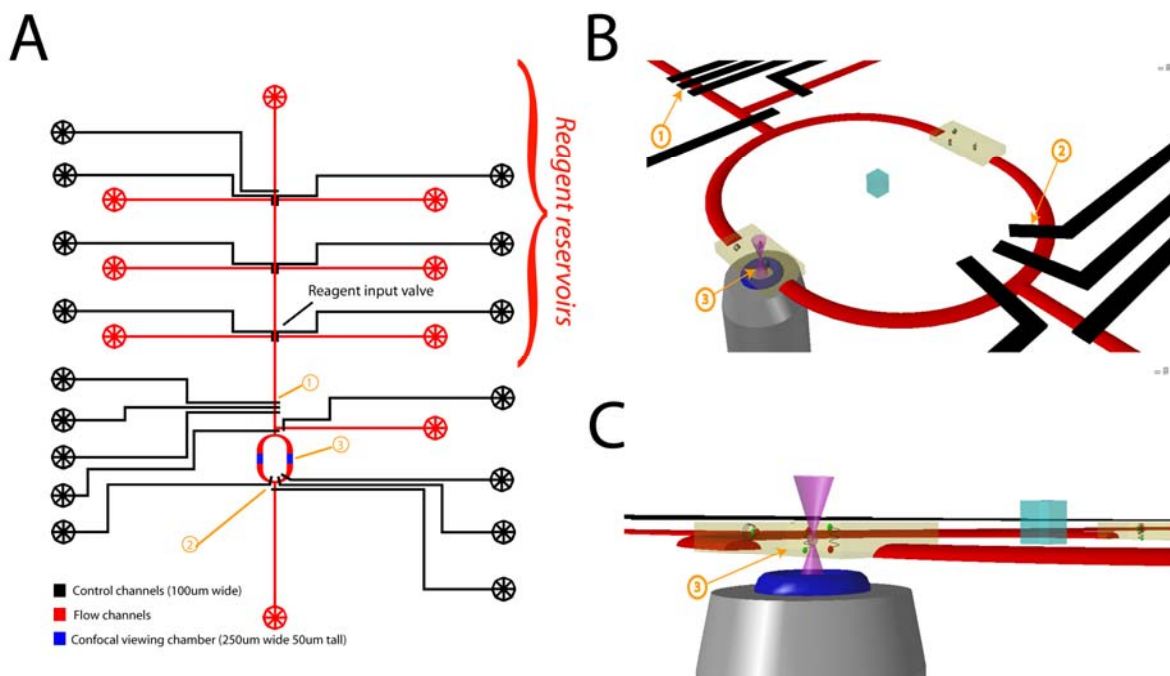 A
B
C
Reagent reservoirs
Reagent input valve
1
3
2
Control channels (100um wide)
Flow channels
Confocal viewing chamber (250um wide 50um tall)
1
2
3
3